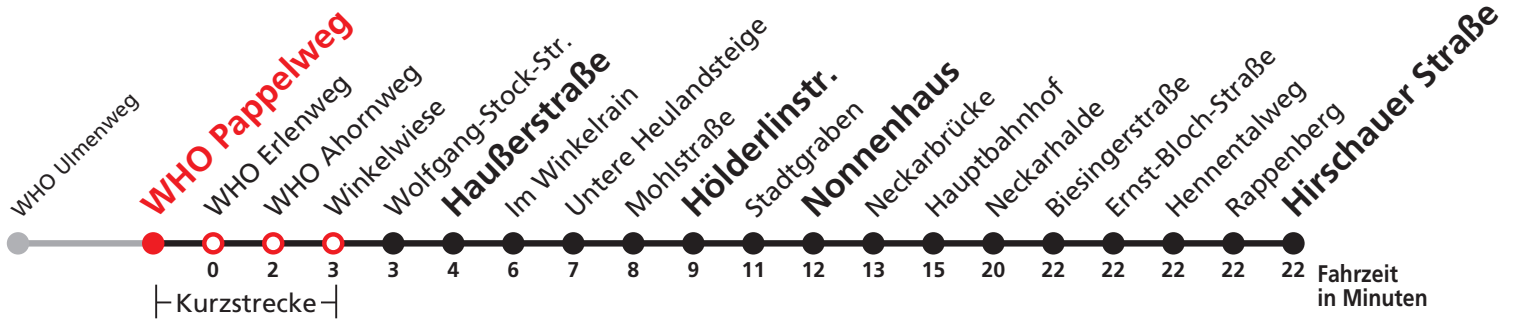 WHO Ulmenweg
WHO Pappelweg
WHO Erlenweg
WHO Ahornweg
Winkelwiese
Wolfgang-Stock-Str.
Haußerstraße
Im Winkelrain
Untere Heulandsteige
Mohlstraße
Hölderlinstr.
Stadtgraben
Nonnenhaus
Neckarbrücke
Hauptbahnhof
Neckarhalde
Biesingerstraße
Ernst-Bloch-Straße
Hennentalweg
Rappenberg
Hirschauer Straße
0 2 3 3 4 6 7 8 9 11 12 13 15 20 22 22 22 22 22
Fahrzeit
in Minuten
Kurzstrecke